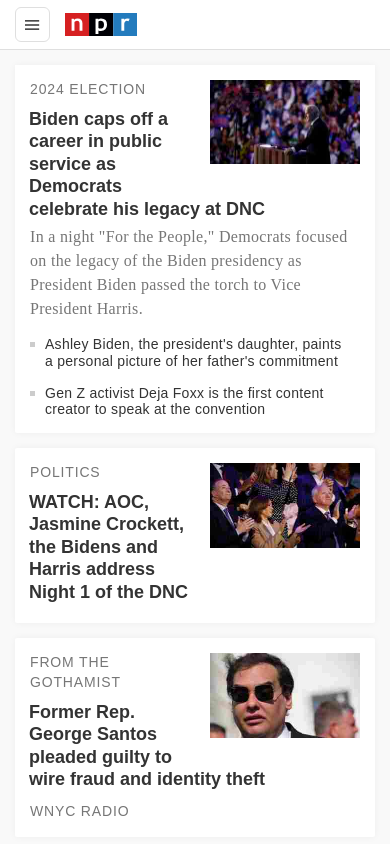 npr
2024 ELECTION
Biden caps off a
career in public
service as
Democrats
celebrate his legacy at DNC
In a night "For the People," Democrats focused
on the legacy of the Biden presidency as
President Biden passed the torch to Vice
President Harris.
Ashley Biden, the president's daughter, paints
a personal picture of her father's commitment
Gen Z activist Deja Foxx is the first content
creator to speak at the convention
POLITICS
WATCH: AOC,
Jasmine Crockett,
the Bidens and
Harris address
Night 1 of the DNC
FROM THE
GOTHAMIST
Former Rep.
George Santos
pleaded guilty to
wire fraud and identity theft
WNYC RADIO